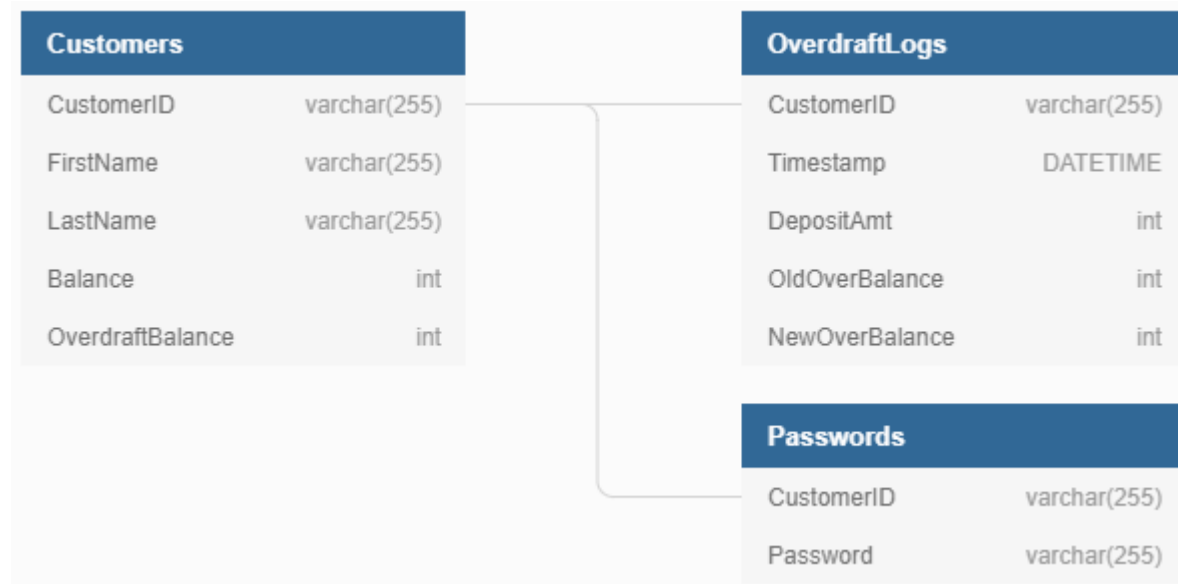 Customers
CustomerID varchar(255)
FirstName varchar(255)
LastName varchar(255)
Balance int
OverdraftBalance int
OverdraftLogs
CustomerID varchar(255)
Timestamp DATETIME
DepositAmt int
OldOverBalance int
NewOverBalance int
Passwords
CustomerID varchar(255)
Password varchar(255)